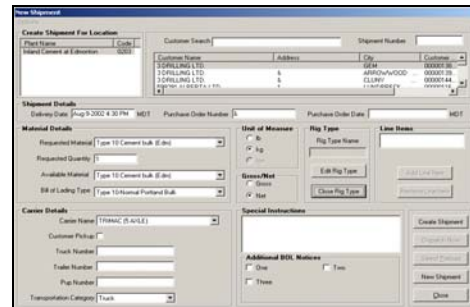 New Shipment
Create Shipment For Location
Plant Name Code
Inland Cement at Edmonton 0203
Customer Search
Shipment Number
Customer Name Address City Customer
3 DRILLING LTD. GEM
3 DRILLING LTD. & ARROWWOOD
3 DRILLING LTD. & CLUNY
Shipment Details
Delivery Date Aug-9-2002 4:30 PM MDT Purchase Order Number & Purchase Order Date MDT
Material Details
Requested Material Type 10 Cement bulk (Edm)
Requested Quantity
Available Material Type 10 Cement bulk (Edm)
Bill of Lading Type Type 10-Normal Portland Bulk
Unit of Measure
lb
kg
Gross/Net
Gross
Net
Rig Type
Rig Type Name
Edit Rig Type
Close Rig Type
Line Items
Add Line Item
Remove Line Item
Carrier Details
Carrier Name TRIMAC (5-AXLE)
Customer Pickup
Truck Number
Trailer Number
Pup Number
Transportation Category Truck
Special Instructions
Additional BOL Notices
One Two
Three
Create Shipment
New Shipment
Close